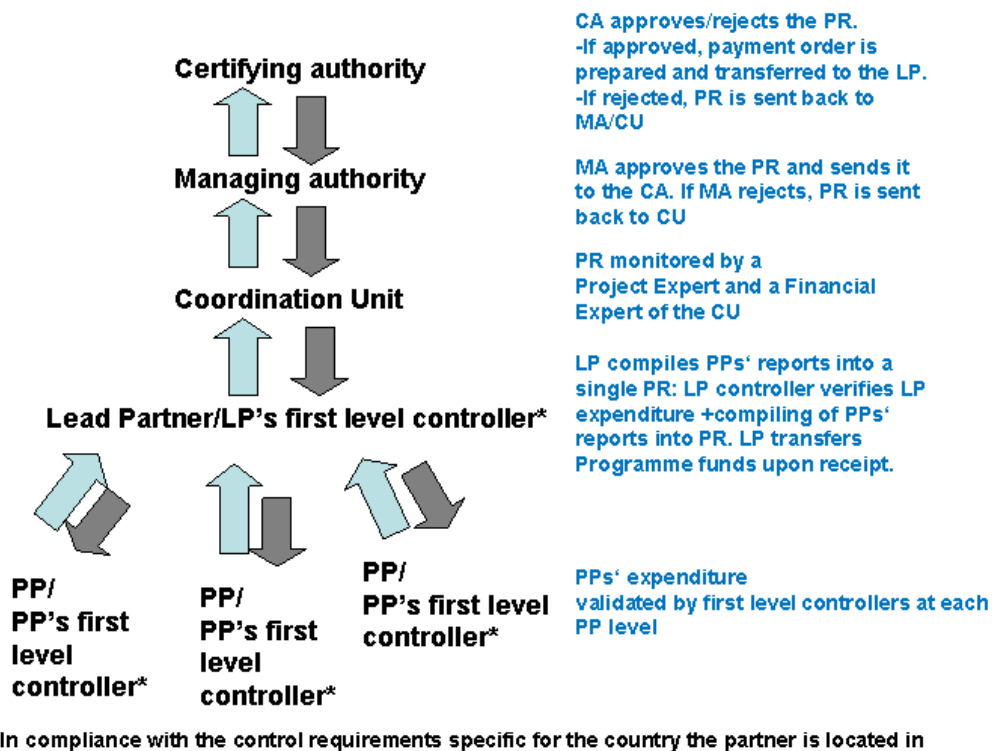 Certifying authority
CA approves/rejects the PR.
-If approved, payment order is
prepared and transferred to the LP.
-If rejected, PR is sent back to
MA/CU
Managing authority
MA approves the PR and sends it
to the CA. If MA rejects, PR is sent
back to CU
Coordination Unit
PR monitored by a
Project Expert and a Financial
Expert of the CU
Lead Partner/LP's first level controller*
LP compiles PPs‘ reports into a
single PR: LP controller verifies LP
expenditure +compiling of PPs‘
reports into PR. LP transfers
Programme funds upon receipt.
PP/
PP's first
level
controller*
PP/
PP's first
level
controller*
PP/
PP's first level
controller*
PPs‘ expenditure
validated by first level controllers at each
PP level
In compliance with the control requirements specific for the country the partner is located in